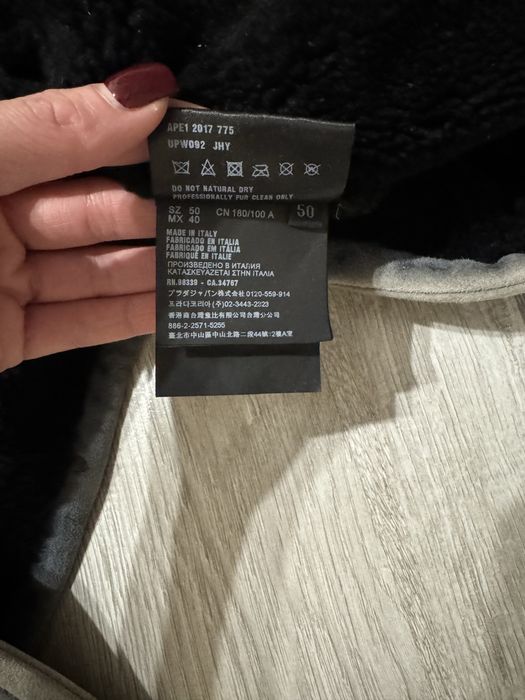 APE1 2017 775
UPW092 JHY
DO NOT NATURAL DRY
PROFESSIONALLY FUR CLEAN ONLY
SZ 50 CN 180/100 A 50
MX 40
MADE IN ITALY
FABRICADO EN ITALIA
FABRICADO EM ITÁLIA
FABRIQUÉ EN ITALIE
ПРОИЗВЕДЕНО В ИТАЛИЯ
ΚΑΤΑΣΚΕΥΑΖΕΤΑΙ ΣΤΗΝ ΙΤΑΛΙΑ
RN.98339 - CA.34767
プラダジャパン株式会社 0120-559-914
프라다코리아 (주) 02-3443-2323
886-2-2571-5255